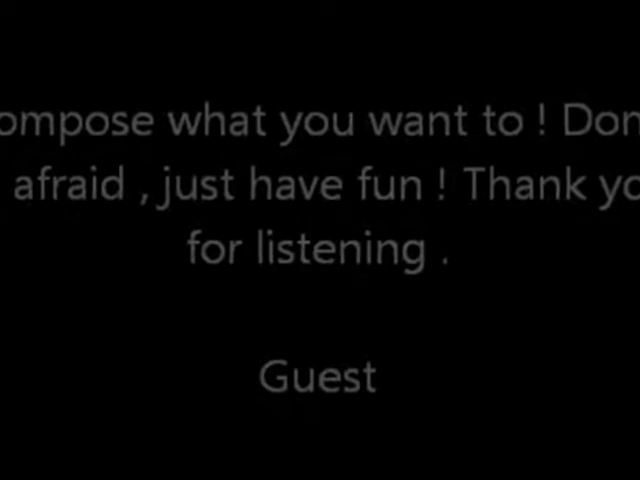 ompose what you want to ! Don
afraid , just have fun ! Thank yo
for listening .
Guest